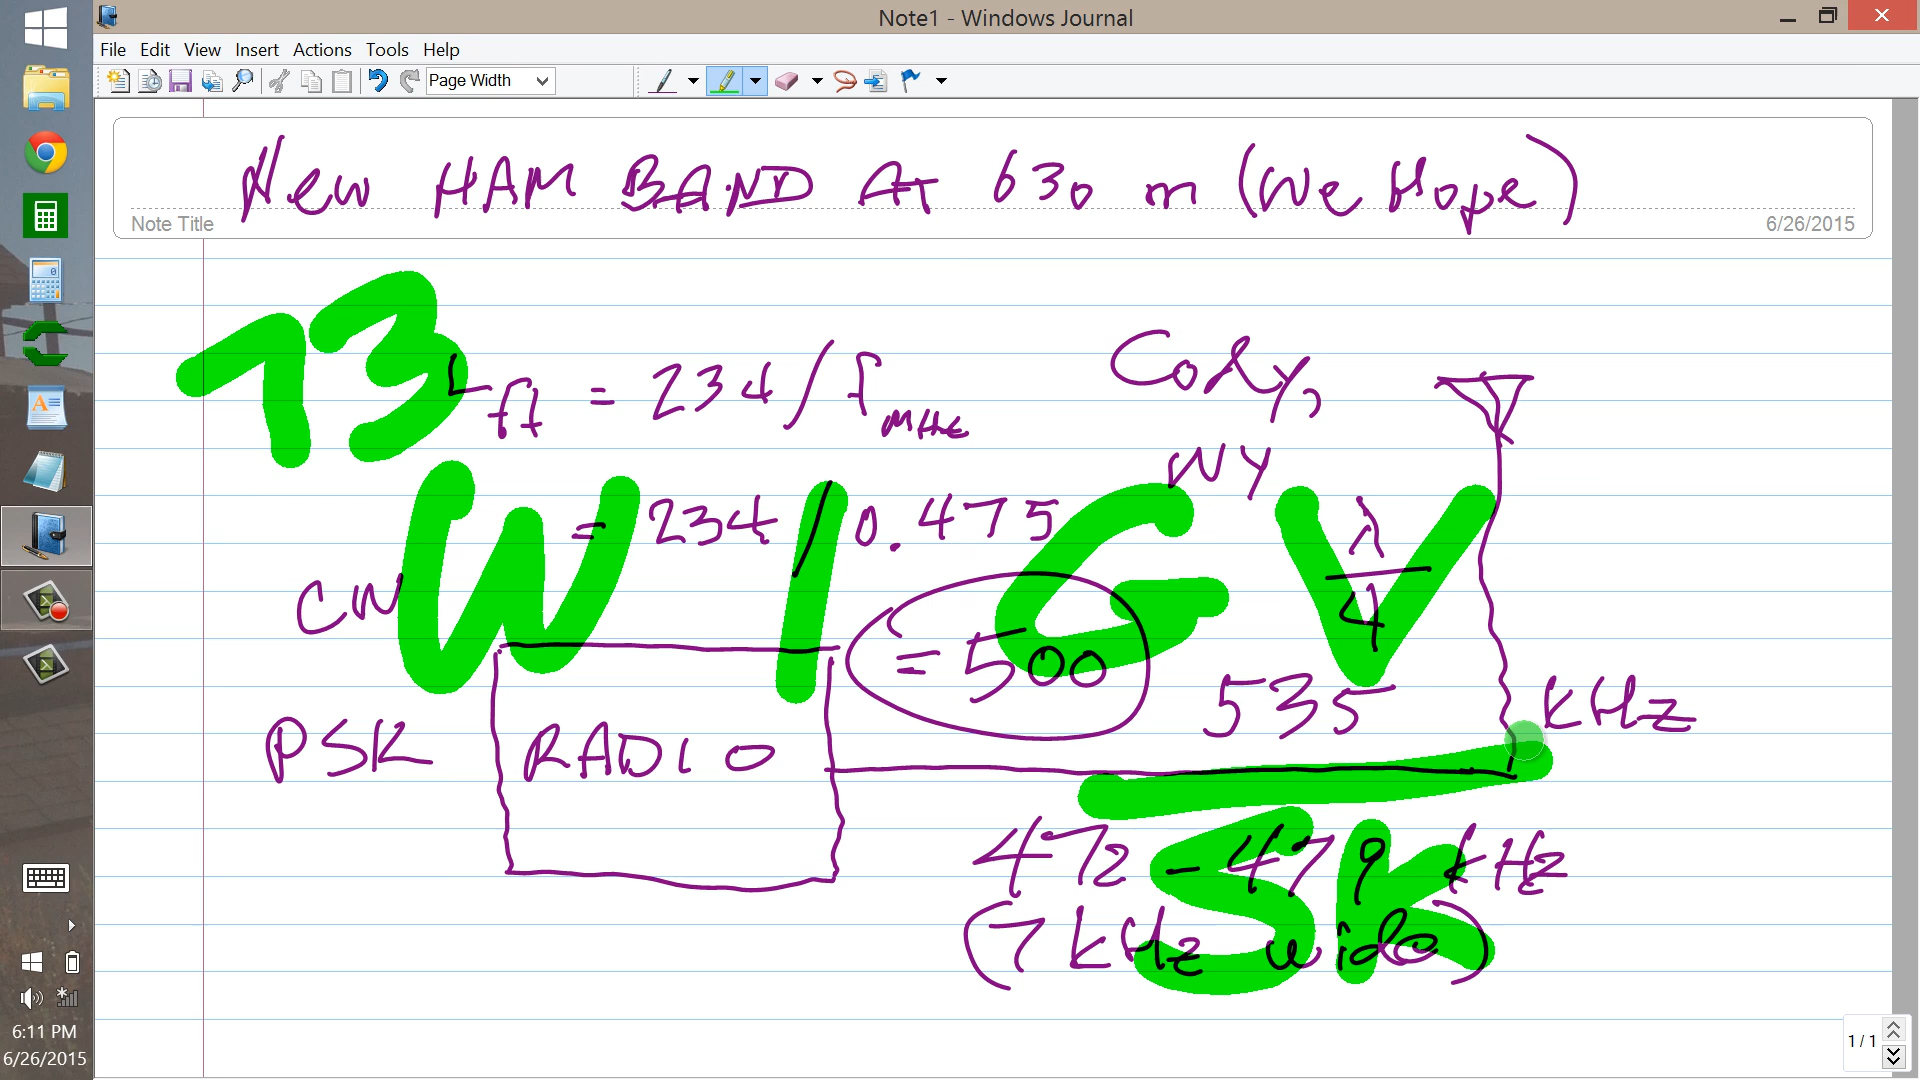 Note1 - Windows Journal
File Edit View Insert Actions Tools Help
Page Width
New HAM BAND AT 630 m (We Hope)
Note Title
6/26/2015
73
L ft = 234 / f MHz
Cody,
WY
W1GV
= 234 / 0.475
λ
4
CW
= 500
535 kHz
PSK
RADIO
472 - 479 kHz
SK
(7 kHz wide)
6:11 PM
6/26/2015
1 / 1